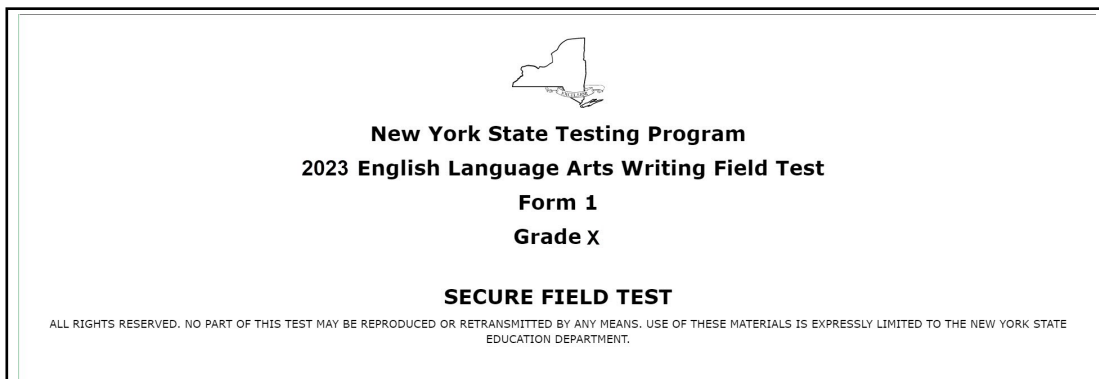 New York State Testing Program
2023 English Language Arts Writing Field Test
Form 1
Grade X
SECURE FIELD TEST
ALL RIGHTS RESERVED. NO PART OF THIS TEST MAY BE REPRODUCED OR RETRANSMITTED BY ANY MEANS. USE OF THESE MATERIALS IS EXPRESSLY LIMITED TO THE NEW YORK STATE
EDUCATION DEPARTMENT.